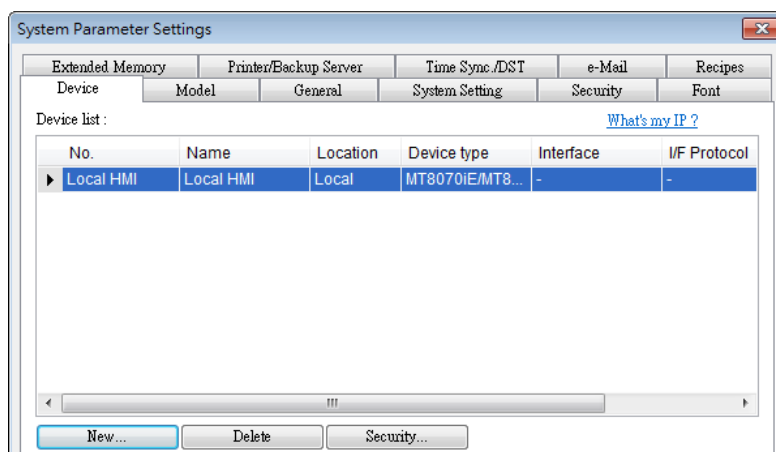 System Parameter Settings
Extended Memory Printer/Backup Server Time Sync./DST e-Mail Recipes
Device Model General System Setting Security Font
Device list : What's my IP ?
No. Name Location Device type Interface I/F Protocol
Local HMI Local HMI Local MT8070iE/MT8... - -
New... Delete Security...